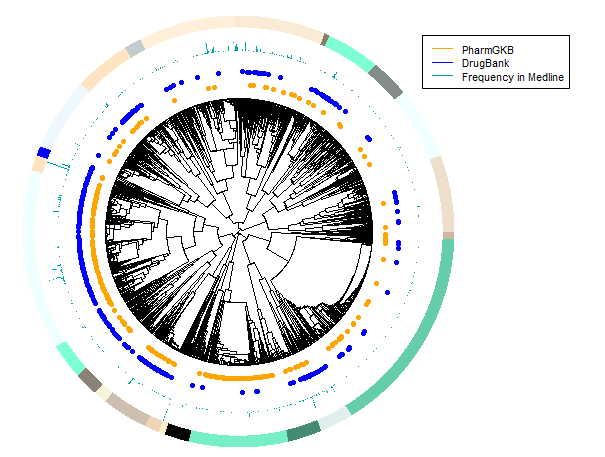 PharmGKB
DrugBank
Frequency in Medline